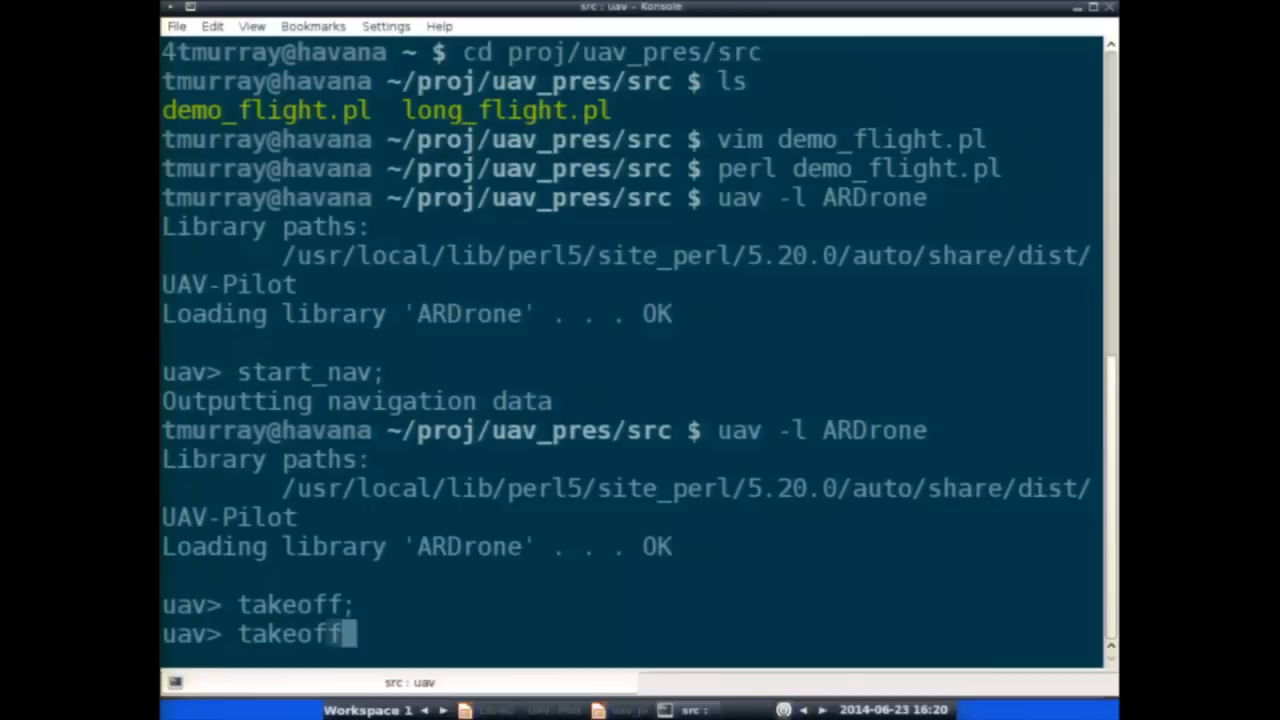 src : uav – Konsole
File Edit View Bookmarks Settings Help
4tmurray@havana ~ $ cd proj/uav_pres/src
tmurray@havana ~/proj/uav_pres/src $ ls
demo_flight.pl long_flight.pl
tmurray@havana ~/proj/uav_pres/src $ vim demo_flight.pl
tmurray@havana ~/proj/uav_pres/src $ perl demo_flight.pl
tmurray@havana ~/proj/uav_pres/src $ uav -l ARDrone
Library paths:
/usr/local/lib/perl5/site_perl/5.20.0/auto/share/dist/
UAV-Pilot
Loading library 'ARDrone' . . . OK
uav> start_nav;
Outputting navigation data
tmurray@havana ~/proj/uav_pres/src $ uav -l ARDrone
Library paths:
/usr/local/lib/perl5/site_perl/5.20.0/auto/share/dist/
UAV-Pilot
Loading library 'ARDrone' . . . OK
uav> takeoff;
uav> takeoff
src : uav
Workspace 1 src : 2014-06-23 16:20